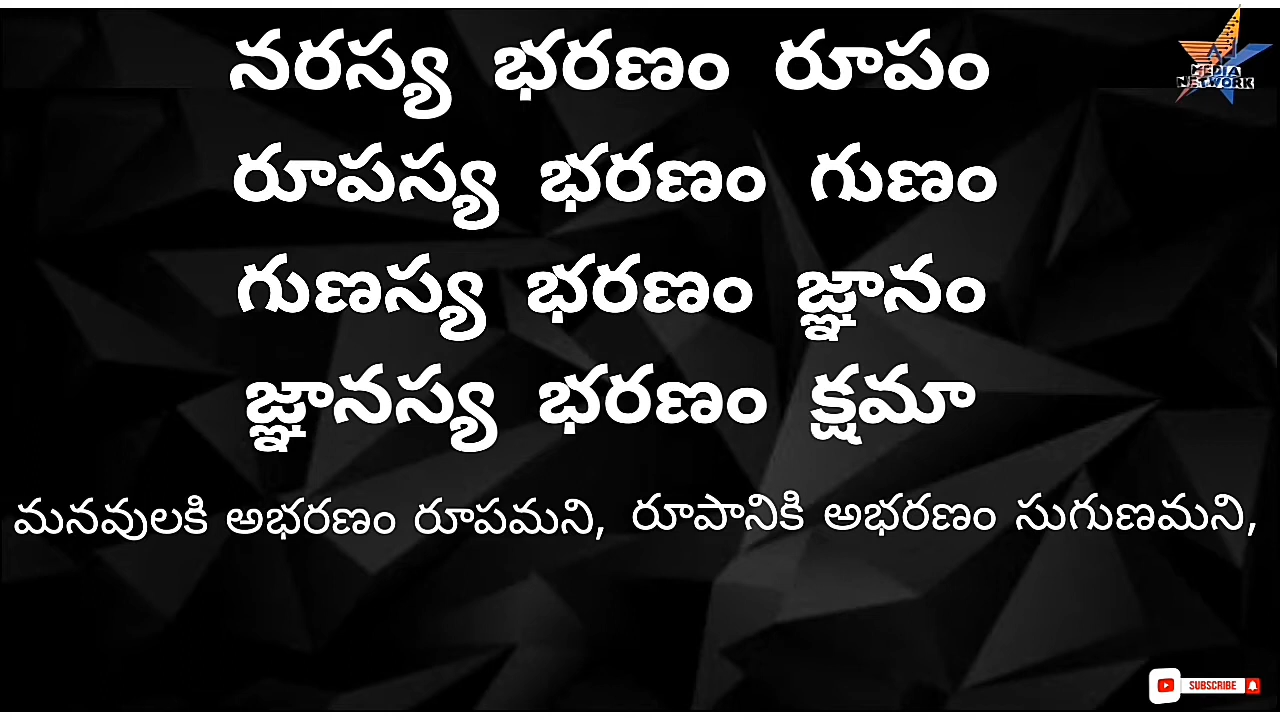 నరస్య భరణం రూపం
రూపస్య భరణం గుణం
గుణస్య భరణం జ్ఞానం
జ్ఞానస్య భరణం క్షమా
మనవులకి అభరణం రూపమని, రూపానికి అభరణం సుగుణమని,
A MEDIA NETWORK
SUBSCRIBE